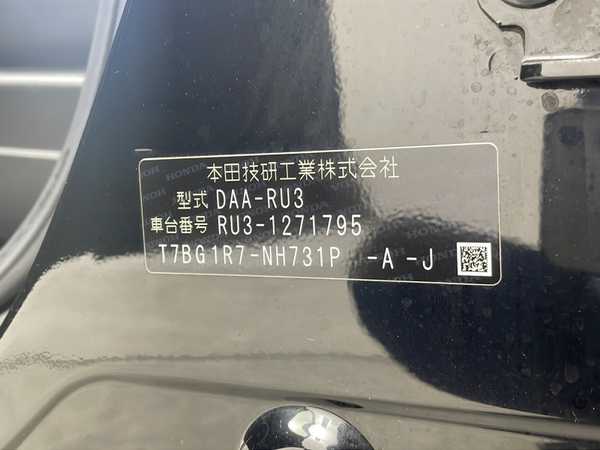 本田技研工業株式会社
型式 DAA-RU3
車台番号 RU3-1271795
T7BG1R7-NH731P -A -J